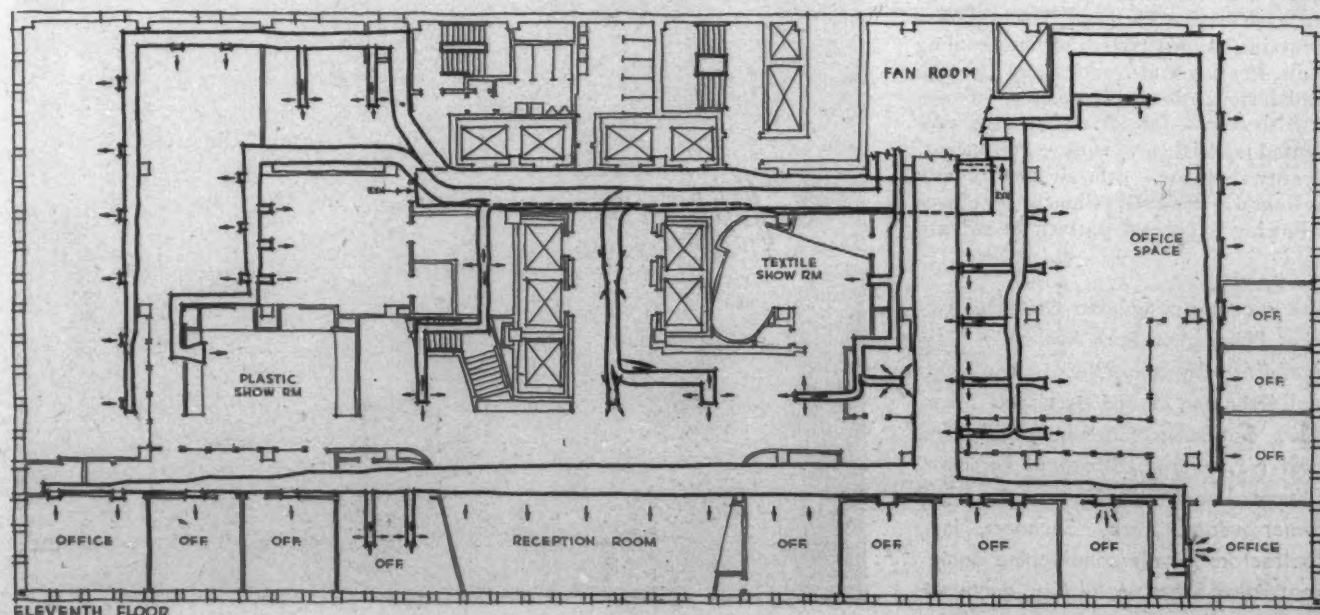 FAN ROOM
OFFICE
SPACE
TEXTILE
SHOW RM
OFF.
PLASTIC
SHOW RM
OFF.
OFF.
OFFICE
OFF.
OFF.
OFF.
RECEPTION ROOM
OFF.
OFF.
OFF.
OFF.
OFFICE
ELEVENTH FLOOR